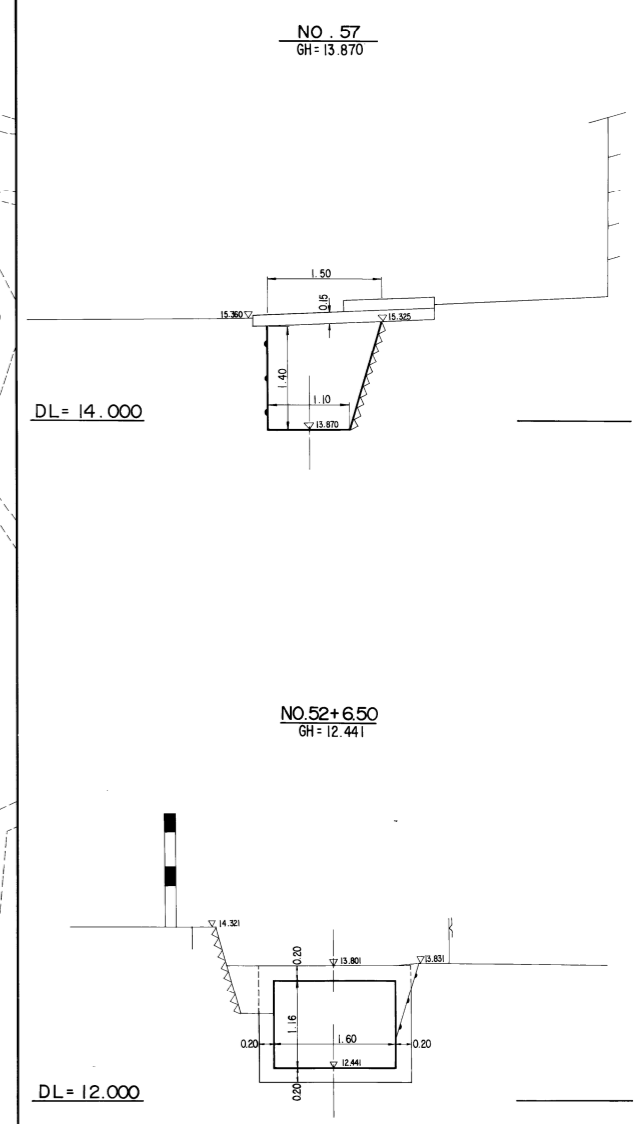 NO. 57
GH = 13.870
1.50
0.15
15.360
15.325
1.40
1.10
DL = 14.000
13.870
NO.52+6.50
GH = 12.441
14.321
0.20
13.801
13.831
1.16
0.20
1.60
0.20
12.441
0.20
DL = 12.000